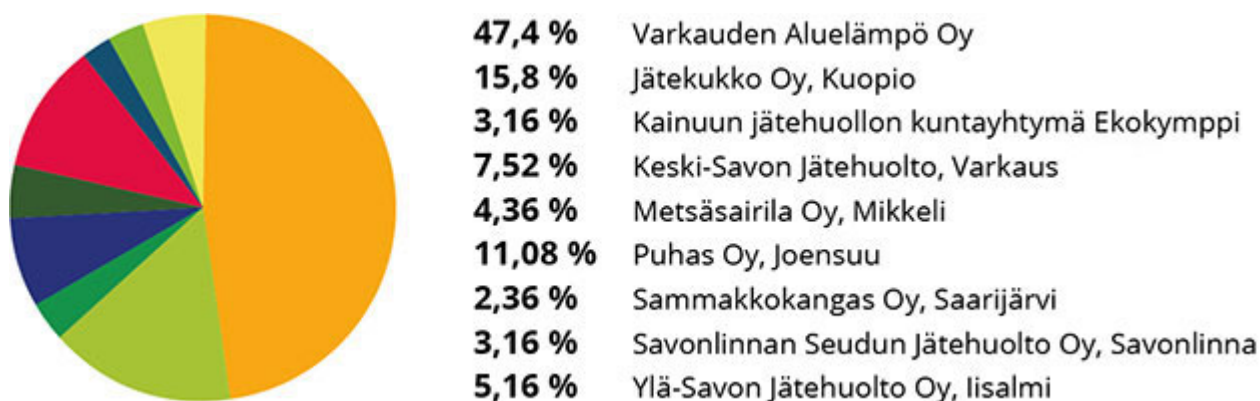 47,4 % Varkauden Aluelämpö Oy
15,8 % Jätekukko Oy, Kuopio
3,16 % Kainuun jätehuollon kuntayhtymä Ekokymppi
7,52 % Keski-Savon Jätehuolto, Varkaus
4,36 % Metsäsairila Oy, Mikkeli
11,08 % Puhas Oy, Joensuu
2,36 % Sammakkokangas Oy, Saarijärvi
3,16 % Savonlinnan Seudun Jätehuolto Oy, Savonlinna
5,16 % Ylä-Savon Jätehuolto Oy, Iisalmi